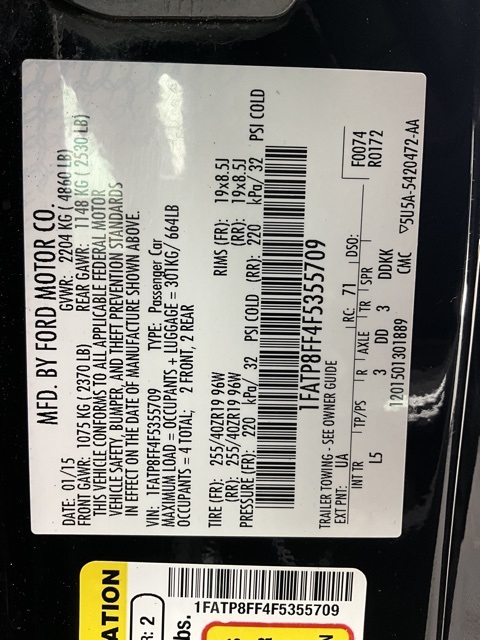 MFD. BY FORD MOTOR CO.
DATE: 01/15 GVWR: 2204 KG ( 4860 LB)
FRONT GAWR: 1075 KG ( 2370 LB) REAR GAWR: 1148 KG ( 2530 LB)
THIS VEHICLE CONFORMS TO ALL APPLICABLE FEDERAL MOTOR
VEHICLE SAFETY, BUMPER, AND THEFT PREVENTION STANDARDS
IN EFFECT ON THE DATE OF MANUFACTURE SHOWN ABOVE.
VIN: 1FATP8FF4F5355709 TYPE: Passenger Car
MAXIMUM LOAD = OCCUPANTS + LUGGAGE = 301KG / 664LB
OCCUPANTS = 4 TOTAL; 2 FRONT, 2 REAR
TIRE (FR): 255/40ZR19 96W RIMS (FR): 19x8.5J
(RR): 255/40ZR19 96W (RR): 19x8.5J
PRESSURE (FR): 220 kPa/ 32 PSI COLD (RR): 220 kPa/ 32 PSI COLD
1FATP8FF4F5355709
TRAILER TOWING - SEE OWNER GUIDE
EXT PNT: UA RC: 71 DSO: F0074
R0172
INT TR TP/PS R AXLE TR SPR
L5 3 DD 3 DDKK
1201501301889 CMC ▽5U5A-5420472-AA
ATION
R: 2
bs.
1FATP8FF4F5355709